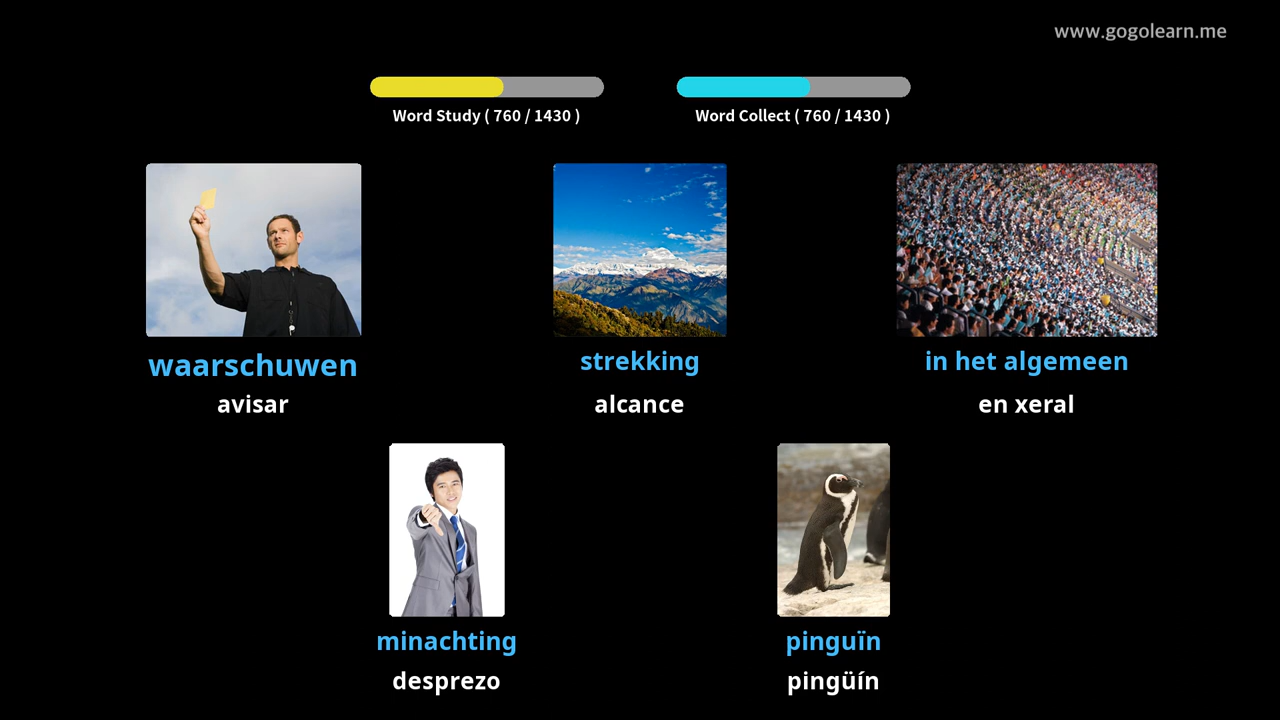 www.gogolearn.me
Word Study ( 760 / 1430 )
Word Collect ( 760 / 1430 )
waarschuwen
avisar
strekking
alcance
in het algemeen
en xeral
minachting
desprezo
pinguïn
pingüín